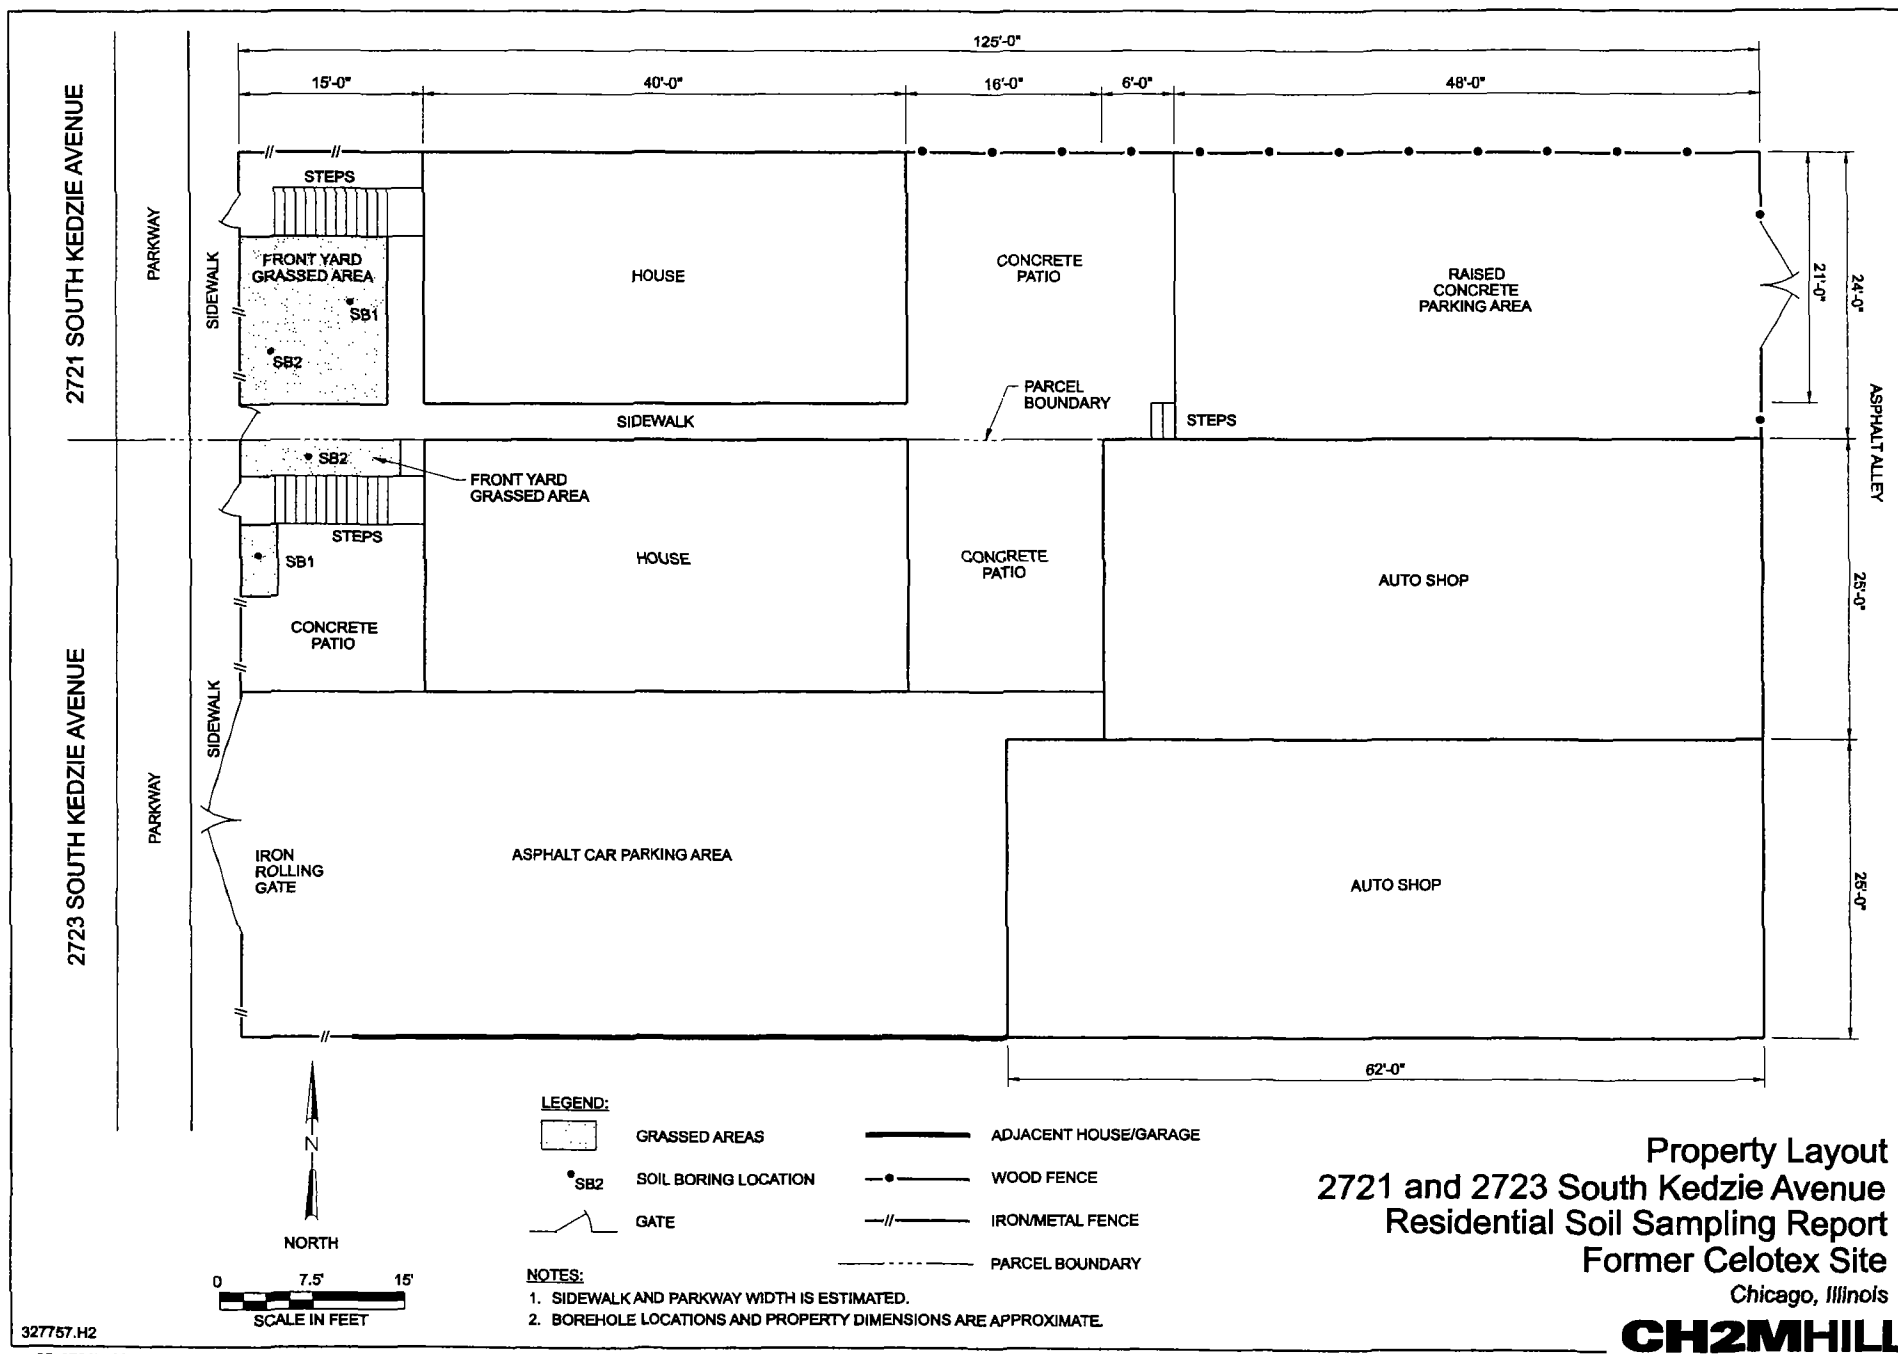 125'-0"
15'-0"
40'-0"
16'-0"
6'-0"
48'-0"
2721 SOUTH KEDZIE AVENUE
PARKWAY
SIDEWALK
STEPS
FRONT YARD
GRASSED AREA
SB1
SB2
HOUSE
CONCRETE
PATIO
RAISED
CONCRETE
PARKING AREA
21'-0"
24'-0"
PARCEL
BOUNDARY
SIDEWALK
STEPS
ASPHALT ALLEY
SB2
FRONT YARD
GRASSED AREA
STEPS
SB1
CONCRETE
PATIO
HOUSE
CONCRETE
PATIO
AUTO SHOP
25'-0"
2723 SOUTH KEDZIE AVENUE
PARKWAY
SIDEWALK
IRON
ROLLING
GATE
ASPHALT CAR PARKING AREA
AUTO SHOP
25'-0"
62'-0"
N
NORTH
0 7.5' 15'
SCALE IN FEET
LEGEND:
GRASSED AREAS
SB2 SOIL BORING LOCATION
GATE
ADJACENT HOUSE/GARAGE
WOOD FENCE
IRON/METAL FENCE
PARCEL BOUNDARY
NOTES:
1. SIDEWALK AND PARKWAY WIDTH IS ESTIMATED.
2. BOREHOLE LOCATIONS AND PROPERTY DIMENSIONS ARE APPROXIMATE.
Property Layout
2721 and 2723 South Kedzie Avenue
Residential Soil Sampling Report
Former Celotex Site
Chicago, Illinois
CH2MHILL
327757.H2